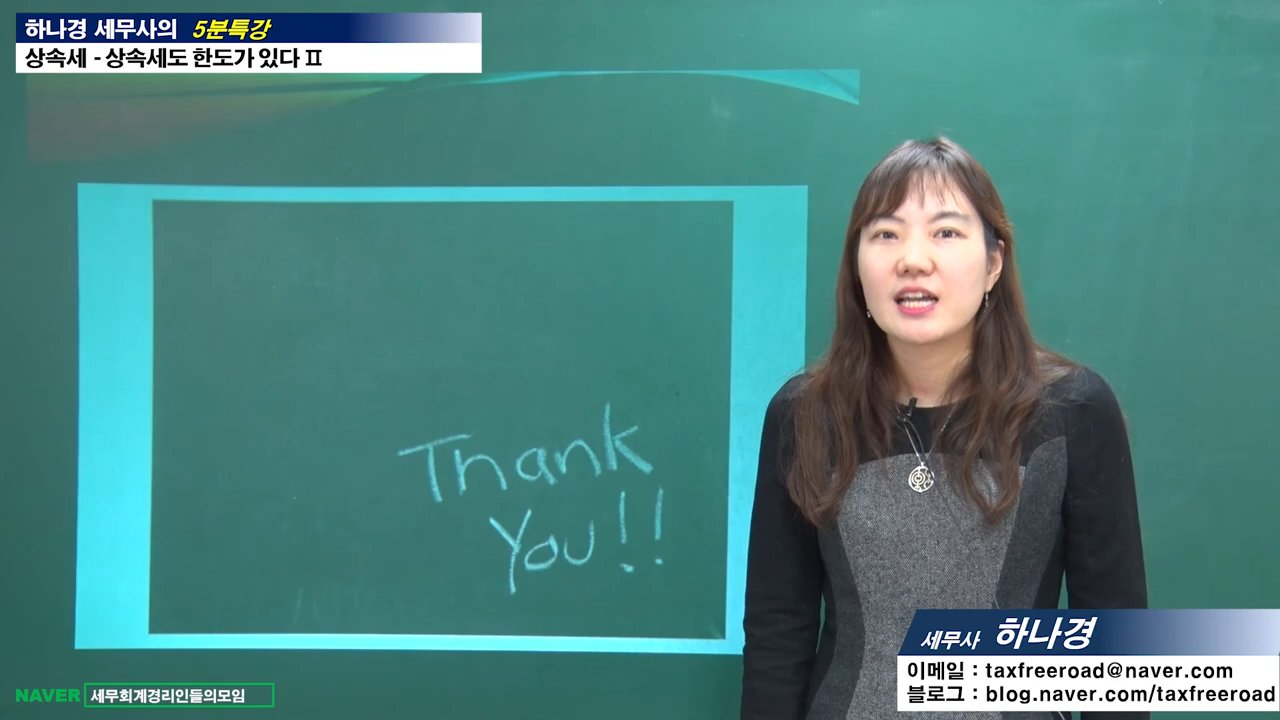 하나경 세무사의 5분특강
상속세 - 상속세도 한도가 있다 Ⅱ
Thank
You!!
세무사 하나경
이메일 : taxfreeroad@naver.com
블로그 : blog.naver.com/taxfreeroad
NAVER 세무회계경리인들의모임